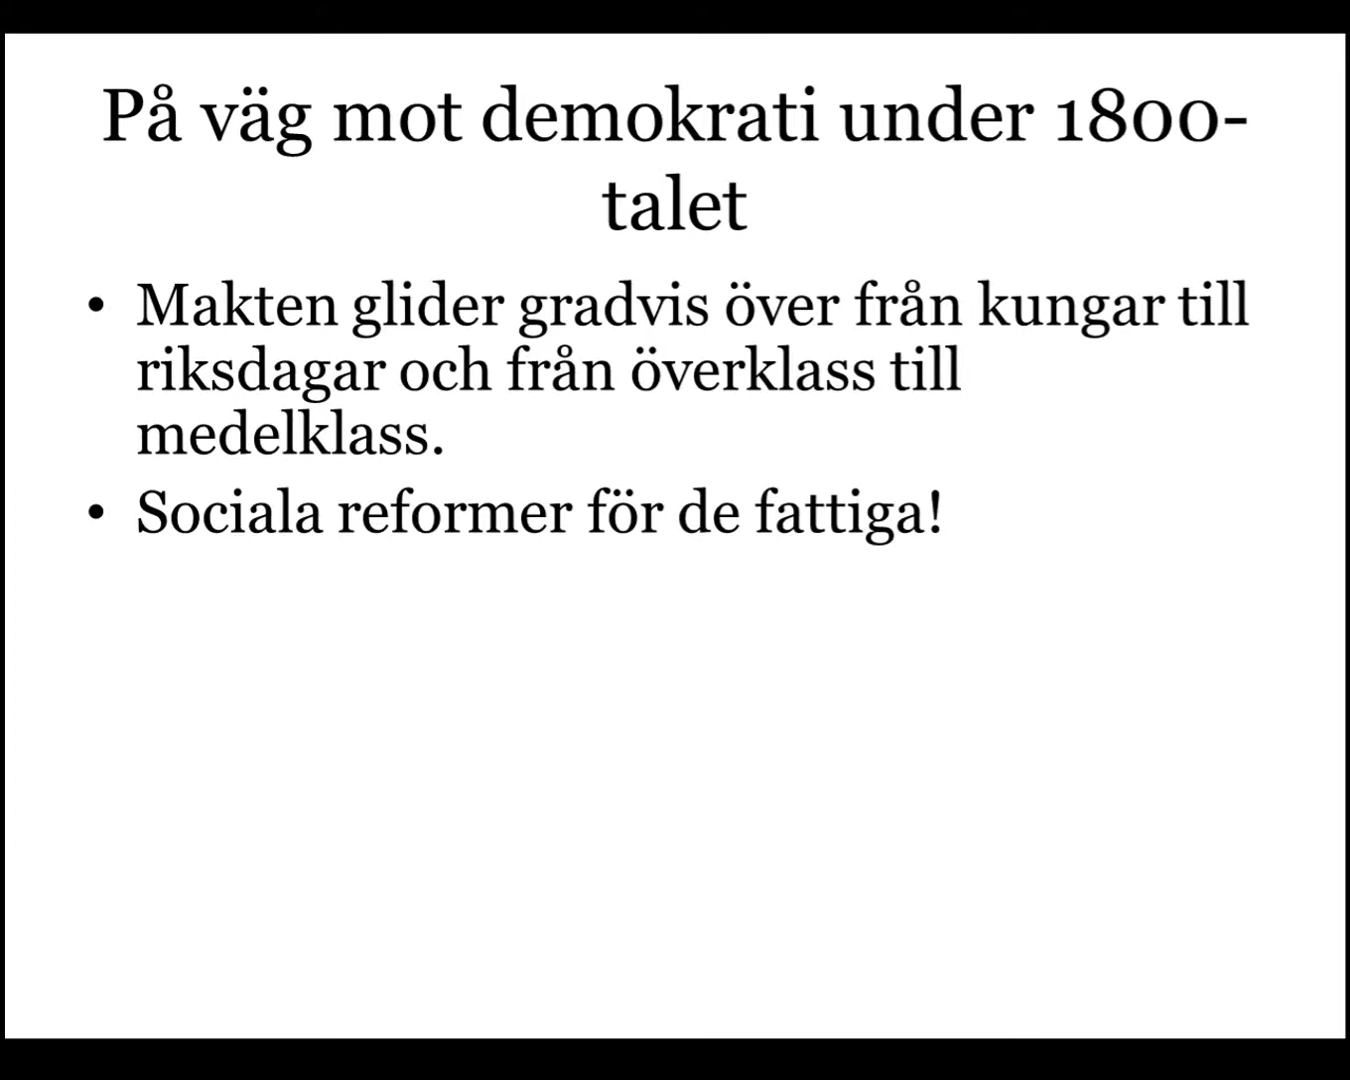 På väg mot demokrati under 1800-
talet
• Makten glider gradvis över från kungar till
riksdagar och från överklass till
medelklass.
• Sociala reformer för de fattiga!